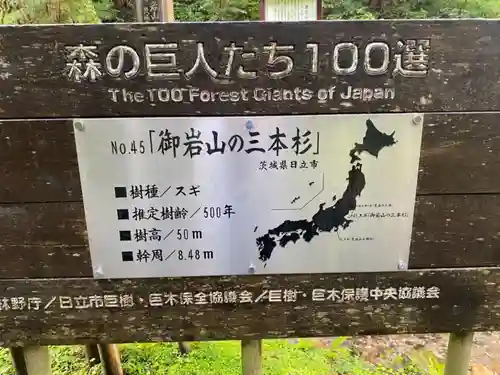 森の巨人たち100選
The 100 Forest Giants of Japan
No.45「御岩山の三本杉」
茨城県日立市
■樹種/スギ
■推定樹齢/500年
■樹高/50m
■幹周/8.48m
林野庁/日立市巨樹・巨木保全協議会/巨樹・巨木保護中央協議会